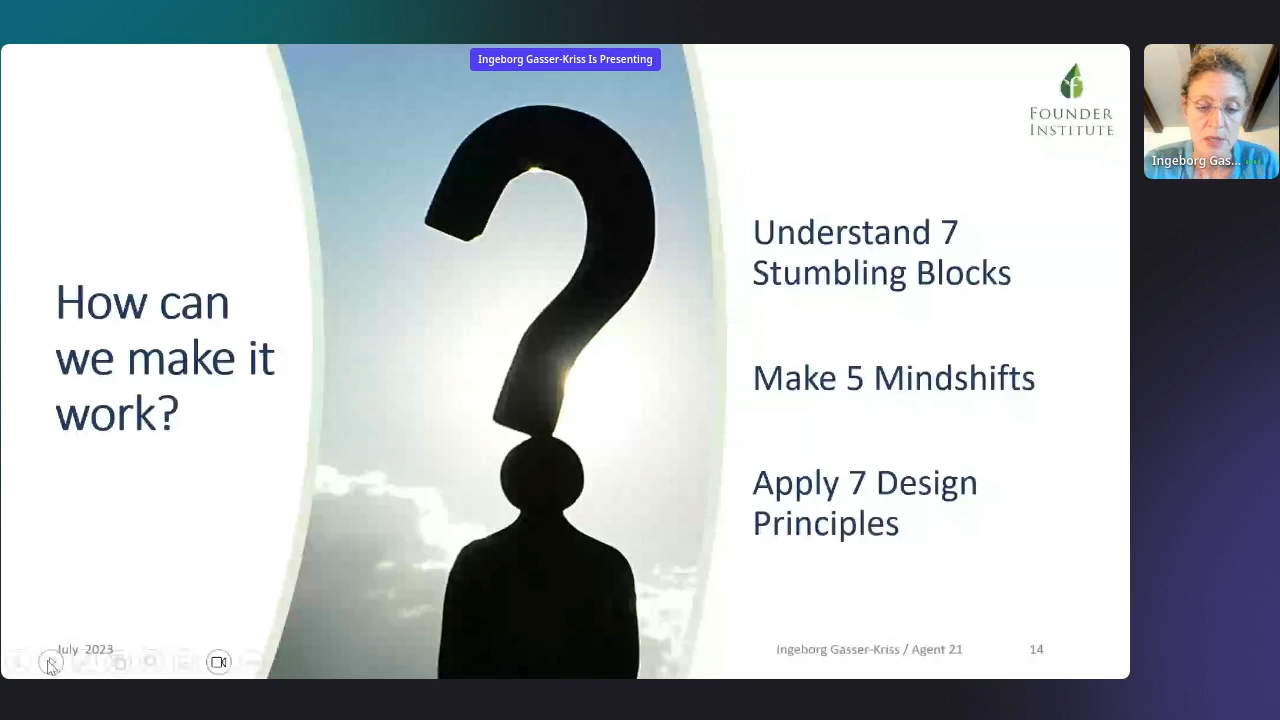 Ingeborg Gasser-Kriss Is Presenting
FOUNDER
INSTITUTE
Ingeborg Gas...
How can
we make it
work?
Understand 7
Stumbling Blocks
Make 5 Mindshifts
Apply 7 Design
Principles
July 2023
Ingeborg Gasser-Kriss / Agent 21
14